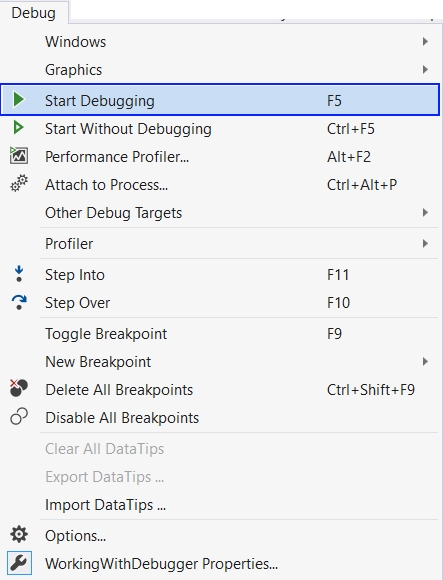 Debug
Windows
Graphics
Start Debugging F5
Start Without Debugging Ctrl+F5
Performance Profiler... Alt+F2
Attach to Process... Ctrl+Alt+P
Other Debug Targets
Profiler
Step Into F11
Step Over F10
Toggle Breakpoint F9
New Breakpoint
Delete All Breakpoints Ctrl+Shift+F9
Disable All Breakpoints
Clear All DataTips
Export DataTips ...
Import DataTips ...
Options...
WorkingWithDebugger Properties...